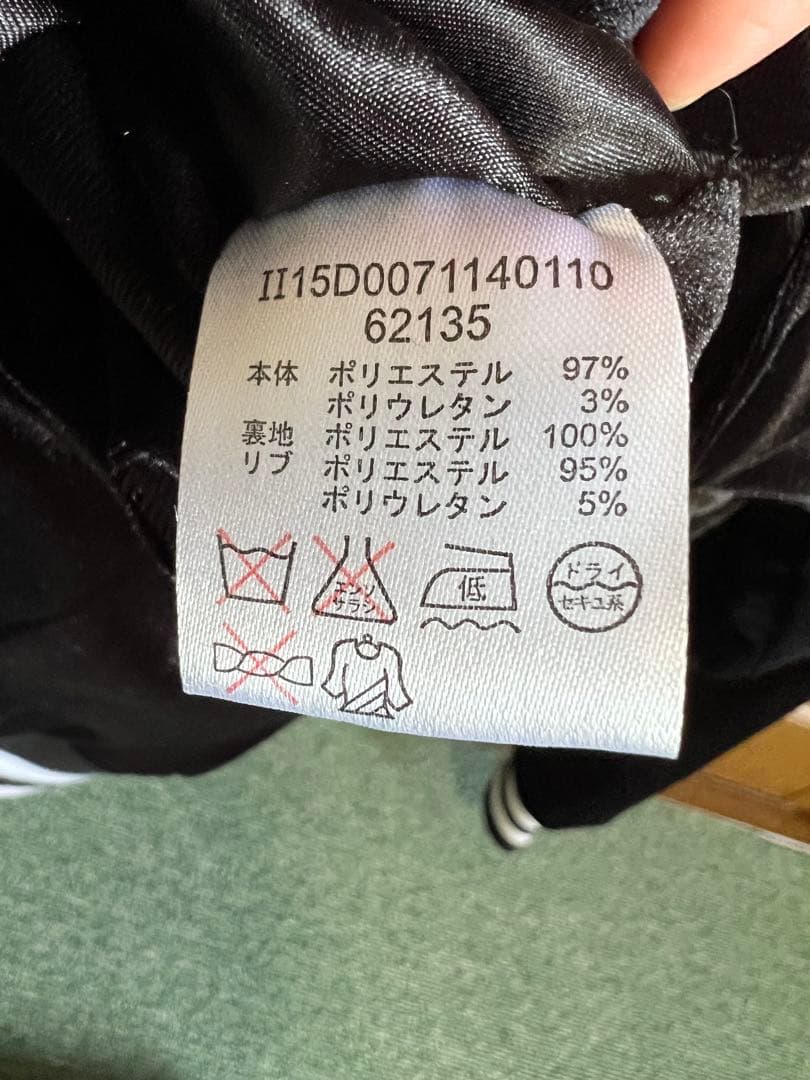 II15D0071140110
62135
本体 ポリエステル 97%
ポリウレタン 3%
裏地 ポリエステル 100%
リブ ポリエステル 95%
ポリウレタン 5%
エンソ
サラシ
低
ドライ
セキユ系